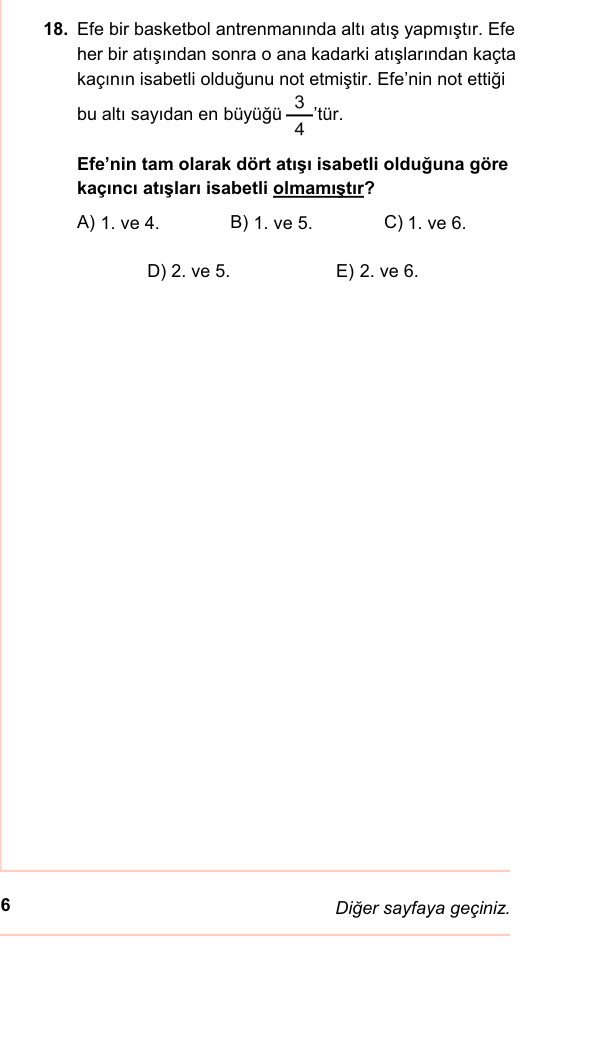 18. Efe bir basketbol antrenmanında altı atış yapmıştır. Efe
her bir atışından sonra o ana kadarki atışlarından kaçta
kaçının isabetli olduğunu not etmiştir. Efe’nin not ettiği
bu altı sayıdan en büyüğü 3/4’tür.
Efe’nin tam olarak dört atışı isabetli olduğuna göre
kaçıncı atışları isabetli olmamıştır?
A) 1. ve 4. B) 1. ve 5. C) 1. ve 6.
D) 2. ve 5. E) 2. ve 6.
6 Diğer sayfaya geçiniz.